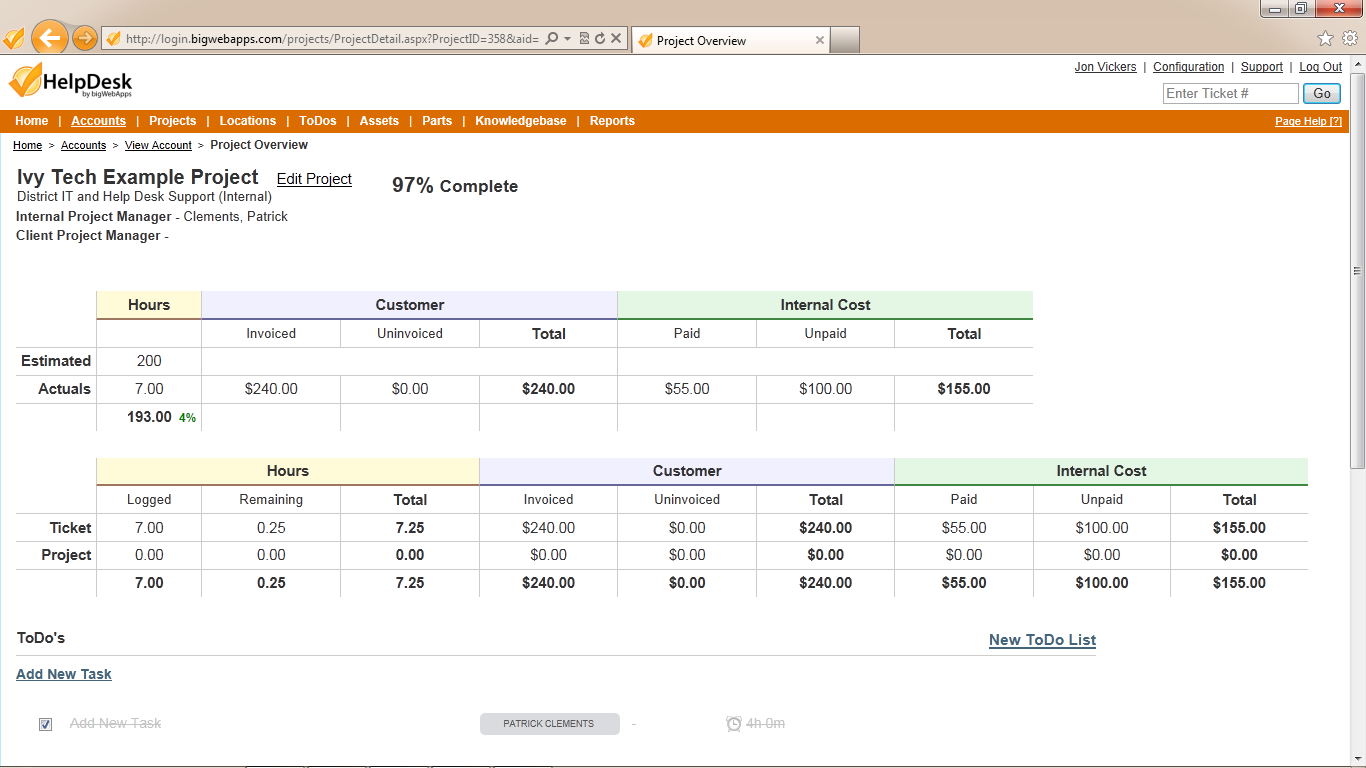 http://login.bigwebapps.com/projects/ProjectDetail.aspx?ProjectID=358&aid=
Project Overview
HelpDesk
by bigWebApps
Jon Vickers | Configuration | Support | Log Out
Enter Ticket # Go
Home | Accounts | Projects | Locations | ToDos | Assets | Parts | Knowledgebase | Reports Page Help [?]
Home > Accounts > View Account > Project Overview
Ivy Tech Example Project Edit Project 97% Complete
District IT and Help Desk Support (Internal)
Internal Project Manager - Clements, Patrick
Client Project Manager -
Hours Customer Internal Cost
Invoiced Uninvoiced Total Paid Unpaid Total
Estimated 200
Actuals 7.00 $240.00 $0.00 $240.00 $55.00 $100.00 $155.00
193.00 4%
Hours Customer Internal Cost
Logged Remaining Total Invoiced Uninvoiced Total Paid Unpaid Total
Ticket 7.00 0.25 7.25 $240.00 $0.00 $240.00 $55.00 $100.00 $155.00
Project 0.00 0.00 0.00 $0.00 $0.00 $0.00 $0.00 $0.00 $0.00
7.00 0.25 7.25 $240.00 $0.00 $240.00 $55.00 $100.00 $155.00
ToDo's New ToDo List
Add New Task
Add New Task PATRICK CLEMENTS - 4h 0m